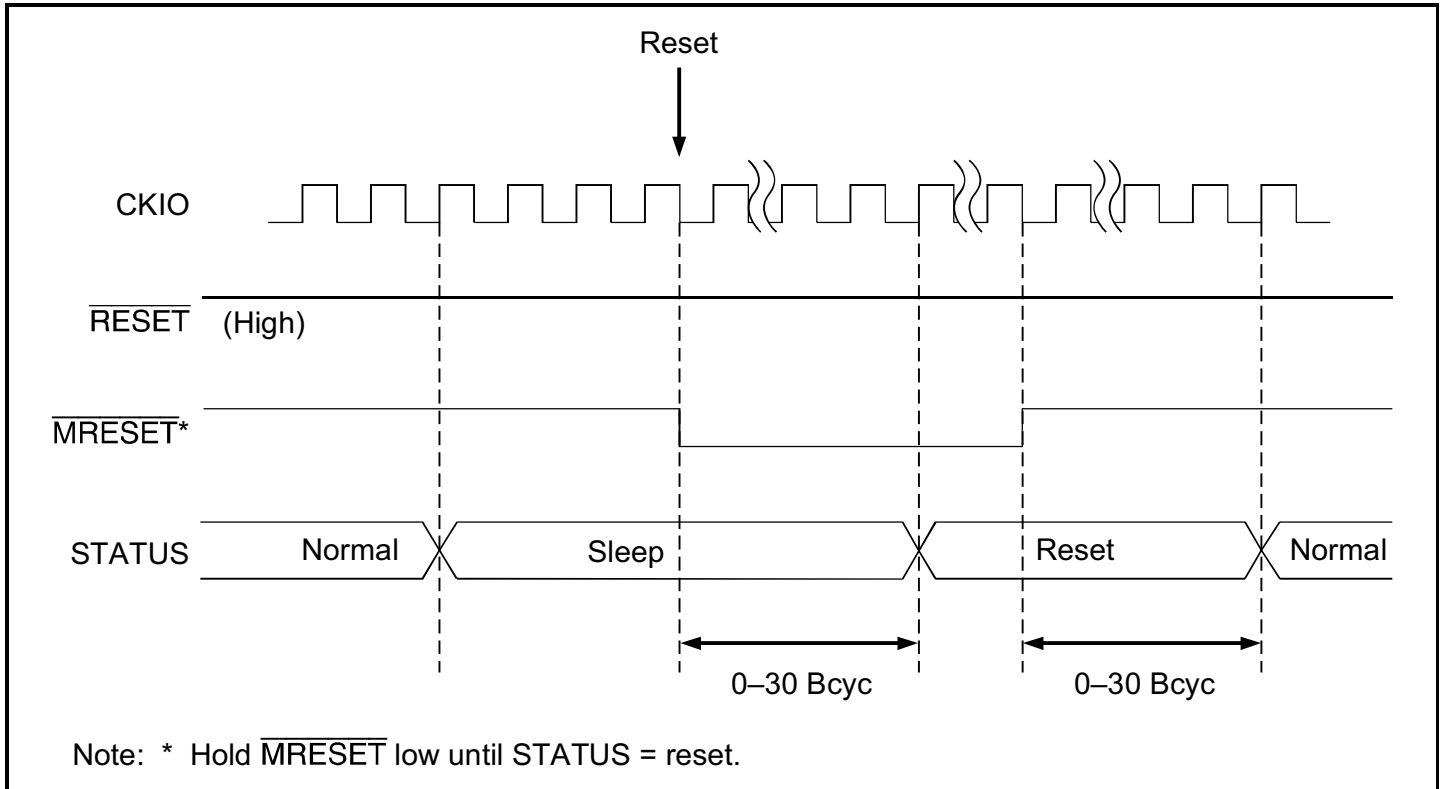 Reset
CKIO
RESET (High)
MRESET*
STATUS Normal Sleep Reset Normal
0–30 Bcyc 0–30 Bcyc
Note: * Hold MRESET low until STATUS = reset.